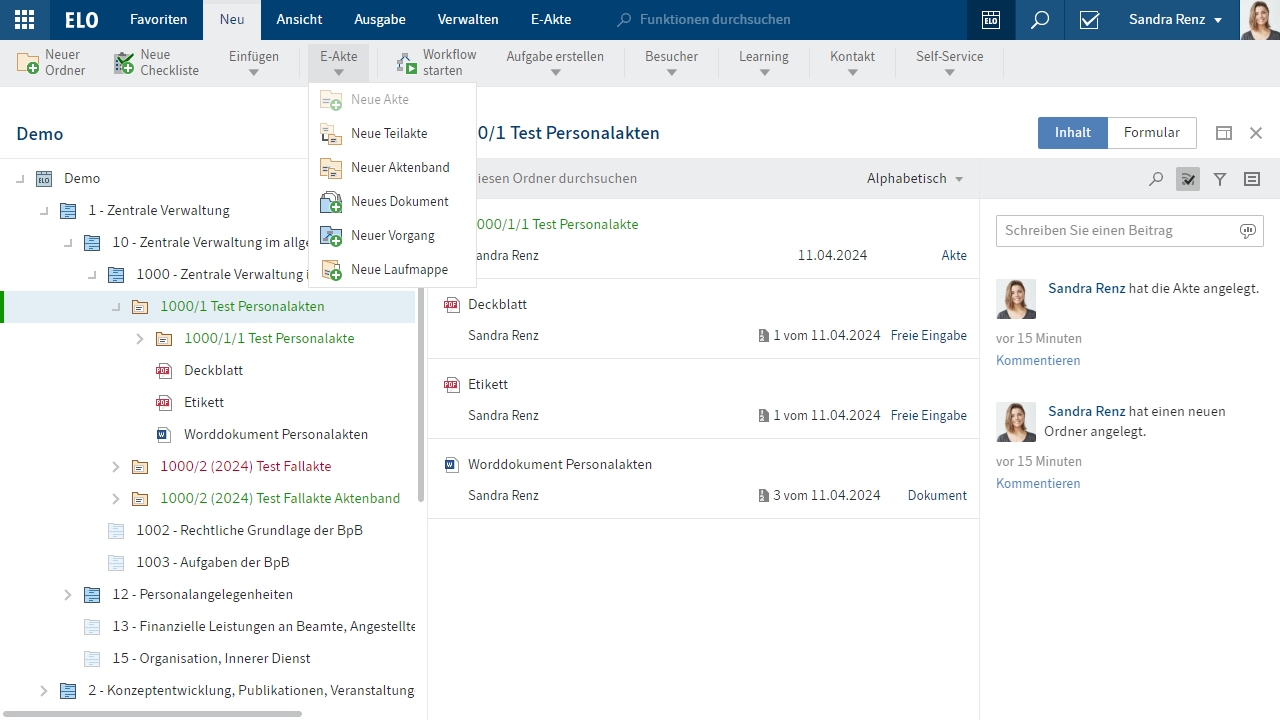 ELO Favoriten Neu Ansicht Ausgabe Verwalten E-Akte Funktionen durchsuchen ELO Sandra Renz
Neuer Ordner
Neue Checkliste
Einfügen
E-Akte
Workflow starten
Aufgabe erstellen
Besucher
Learning
Kontakt
Self-Service
Neue Akte
Neue Teilakte
Neuer Aktenband
Neues Dokument
Neuer Vorgang
Neue Laufmappe
Demo
ELO Demo
1 - Zentrale Verwaltung
10 - Zentrale Verwaltung im allge
1000 - Zentrale Verwaltung i
1000/1 Test Personalakten
1000/1/1 Test Personalakte
PDF Deckblatt
PDF Etikett
W Worddokument Personalakten
1000/2 (2024) Test Fallakte
1000/2 (2024) Test Fallakte Aktenband
1002 - Rechtliche Grundlage der BpB
1003 - Aufgaben der BpB
12 - Personalangelegenheiten
13 - Finanzielle Leistungen an Beamte, Angestellte
15 - Organisation, Innerer Dienst
2 - Konzeptentwicklung, Publikationen, Veranstaltung
0/1 Test Personalakten
Inhalt Formular
iesen Ordner durchsuchen Alphabetisch
000/1/1 Test Personalakte
andra Renz 11.04.2024 Akte
PDF Deckblatt
Sandra Renz 1 vom 11.04.2024 Freie Eingabe
PDF Etikett
Sandra Renz 1 vom 11.04.2024 Freie Eingabe
W Worddokument Personalakten
Sandra Renz 3 vom 11.04.2024 Dokument
Schreiben Sie einen Beitrag
Sandra Renz hat die Akte angelegt.
vor 15 Minuten
Kommentieren
Sandra Renz hat einen neuen
Ordner angelegt.
vor 15 Minuten
Kommentieren